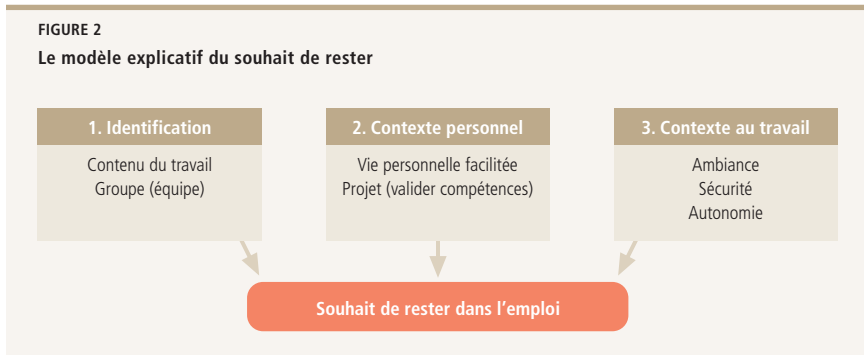 FIGURE 2
Le modèle explicatif du souhait de rester
1. Identification
Contenu du travail
Groupe (équipe)
2. Contexte personnel
Vie personnelle facilitée
Projet (valider compétences)
3. Contexte au travail
Ambiance
Sécurité
Autonomie
Souhait de rester dans l’emploi